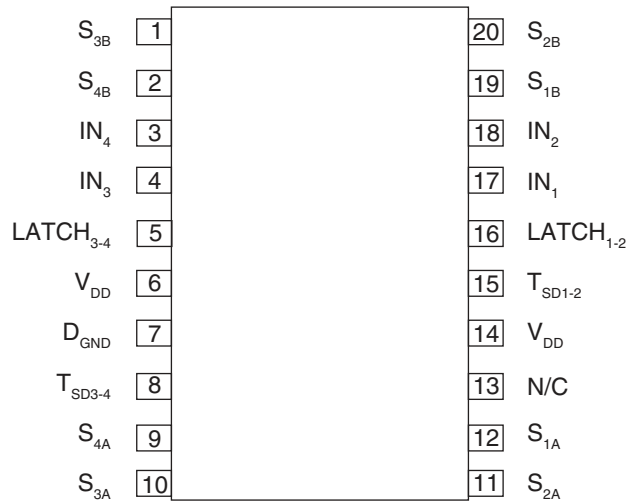 S3B 1 20 S2B
S4B 2 19 S1B
IN4 3 18 IN2
IN3 4 17 IN1
LATCH3-4 5 16 LATCH1-2
VDD 6 15 TSD1-2
DGND 7 14 VDD
TSD3-4 8 13 N/C
S4A 9 12 S1A
S3A 10 11 S2A